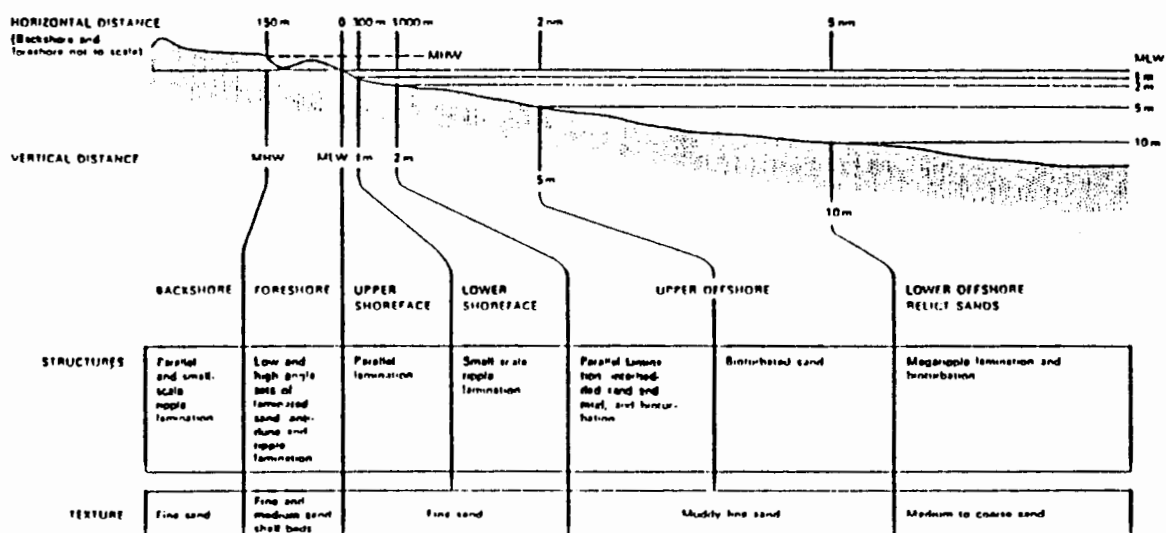 HORIZONTAL DISTANCE
(Backshore and
foreshore not to scale)
150 m
0
300 m
1000 m
2 nm
5 nm
MHW
MLW
1 m
2 m
5 m
10 m
VERTICAL DISTANCE
MHW
MLW
1 m
2 m
5 m
10 m
BACKSHORE
FORESHORE
UPPER
SHOREFACE
LOWER
SHOREFACE
UPPER OFFSHORE
LOWER OFFSHORE
RELICT SANDS
STRUCTURES
Parallel
and small-
scale
ripple
lamination
Low and
high angle
sets of
laminated
sand anti-
dune and
ripple
lamination
Parallel
lamination
Small scale
ripple
lamination
Parallel lamina
tion interbed-
ded sand and
mud, and biotur-
bation
Bioturbated sand
Megaripple lamination and
bioturbation
TEXTURE
Fine sand
Fine and
medium sand
shell beds
Fine sand
Muddy fine sand
Medium to coarse sand